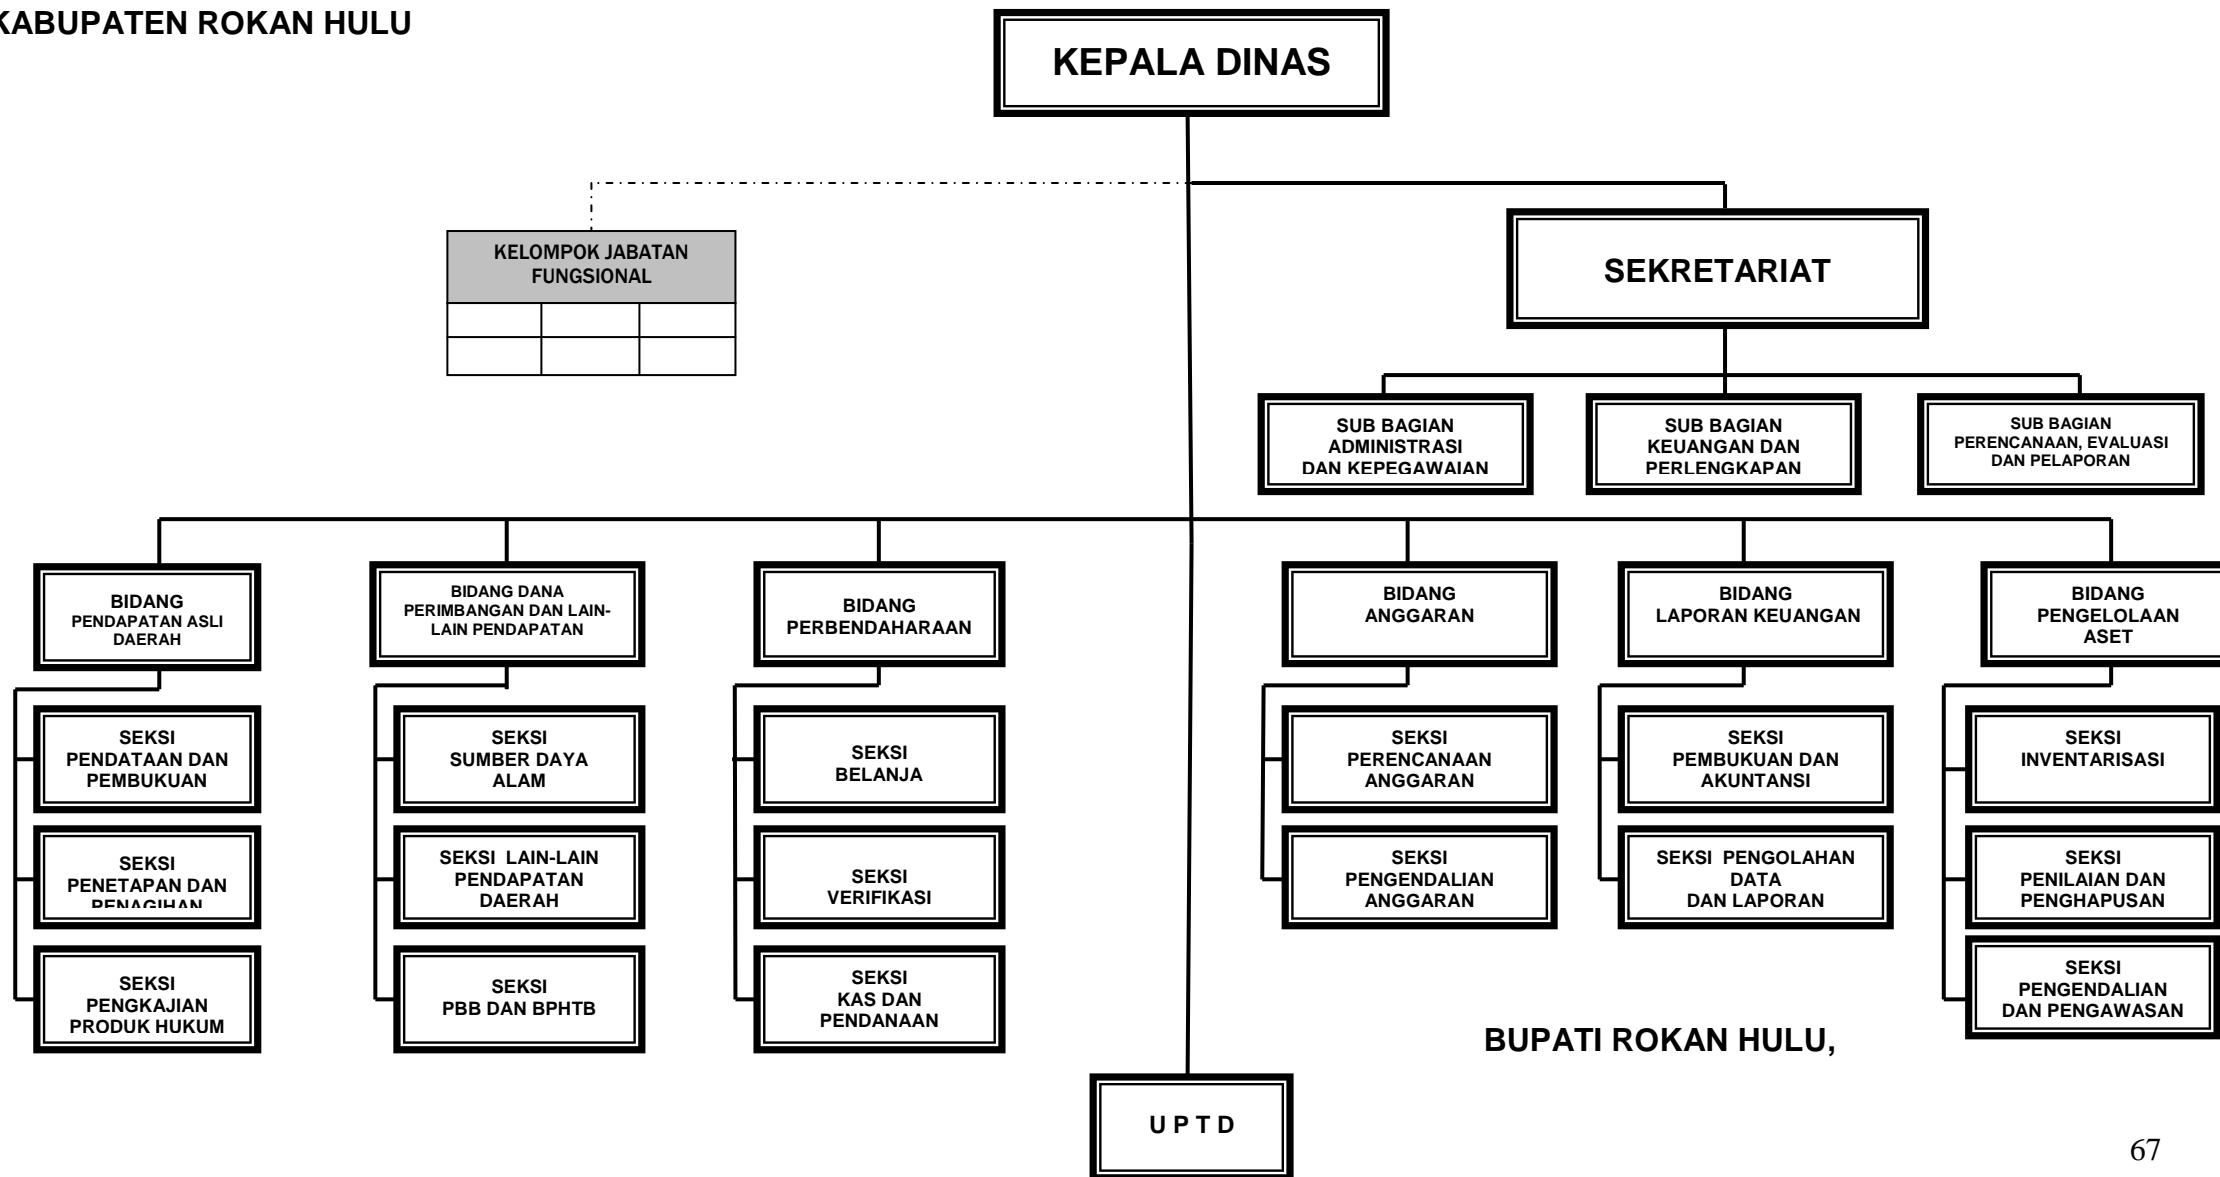 KABUPATEN ROKAN HULU
KEPALA DINAS
KELOMPOK JABATAN
FUNGSIONAL
SEKRETARIAT
SUB BAGIAN
ADMINISTRASI
DAN KEPEGAWAIAN
SUB BAGIAN
KEUANGAN DAN
PERLENGKAPAN
SUB BAGIAN
PERENCANAAN, EVALUASI
DAN PELAPORAN
BIDANG
PENDAPATAN ASLI
DAERAH
BIDANG DANA
PERIMBANGAN DAN LAIN-
LAIN PENDAPATAN
BIDANG
PERBENDAHARAAN
BIDANG
ANGGARAN
BIDANG
LAPORAN KEUANGAN
BIDANG
PENGELOLAAN
ASET
SEKSI
PENDATAAN DAN
PEMBUKUAN
SEKSI
SUMBER DAYA
ALAM
SEKSI
BELANJA
SEKSI
PERENCANAAN
ANGGARAN
SEKSI
PEMBUKUAN DAN
AKUNTANSI
SEKSI
INVENTARISASI
SEKSI
PENETAPAN DAN
PENAGIHAN
SEKSI  LAIN-LAIN
PENDAPATAN
DAERAH
SEKSI
VERIFIKASI
SEKSI
PENGENDALIAN
ANGGARAN
SEKSI  PENGOLAHAN
DATA
DAN LAPORAN
SEKSI
PENILAIAN DAN
PENGHAPUSAN
SEKSI
PENGKAJIAN
PRODUK HUKUM
SEKSI
PBB DAN BPHTB
SEKSI
KAS DAN
PENDANAAN
SEKSI
PENGENDALIAN
DAN PENGAWASAN
BUPATI ROKAN HULU,
U P T D
67